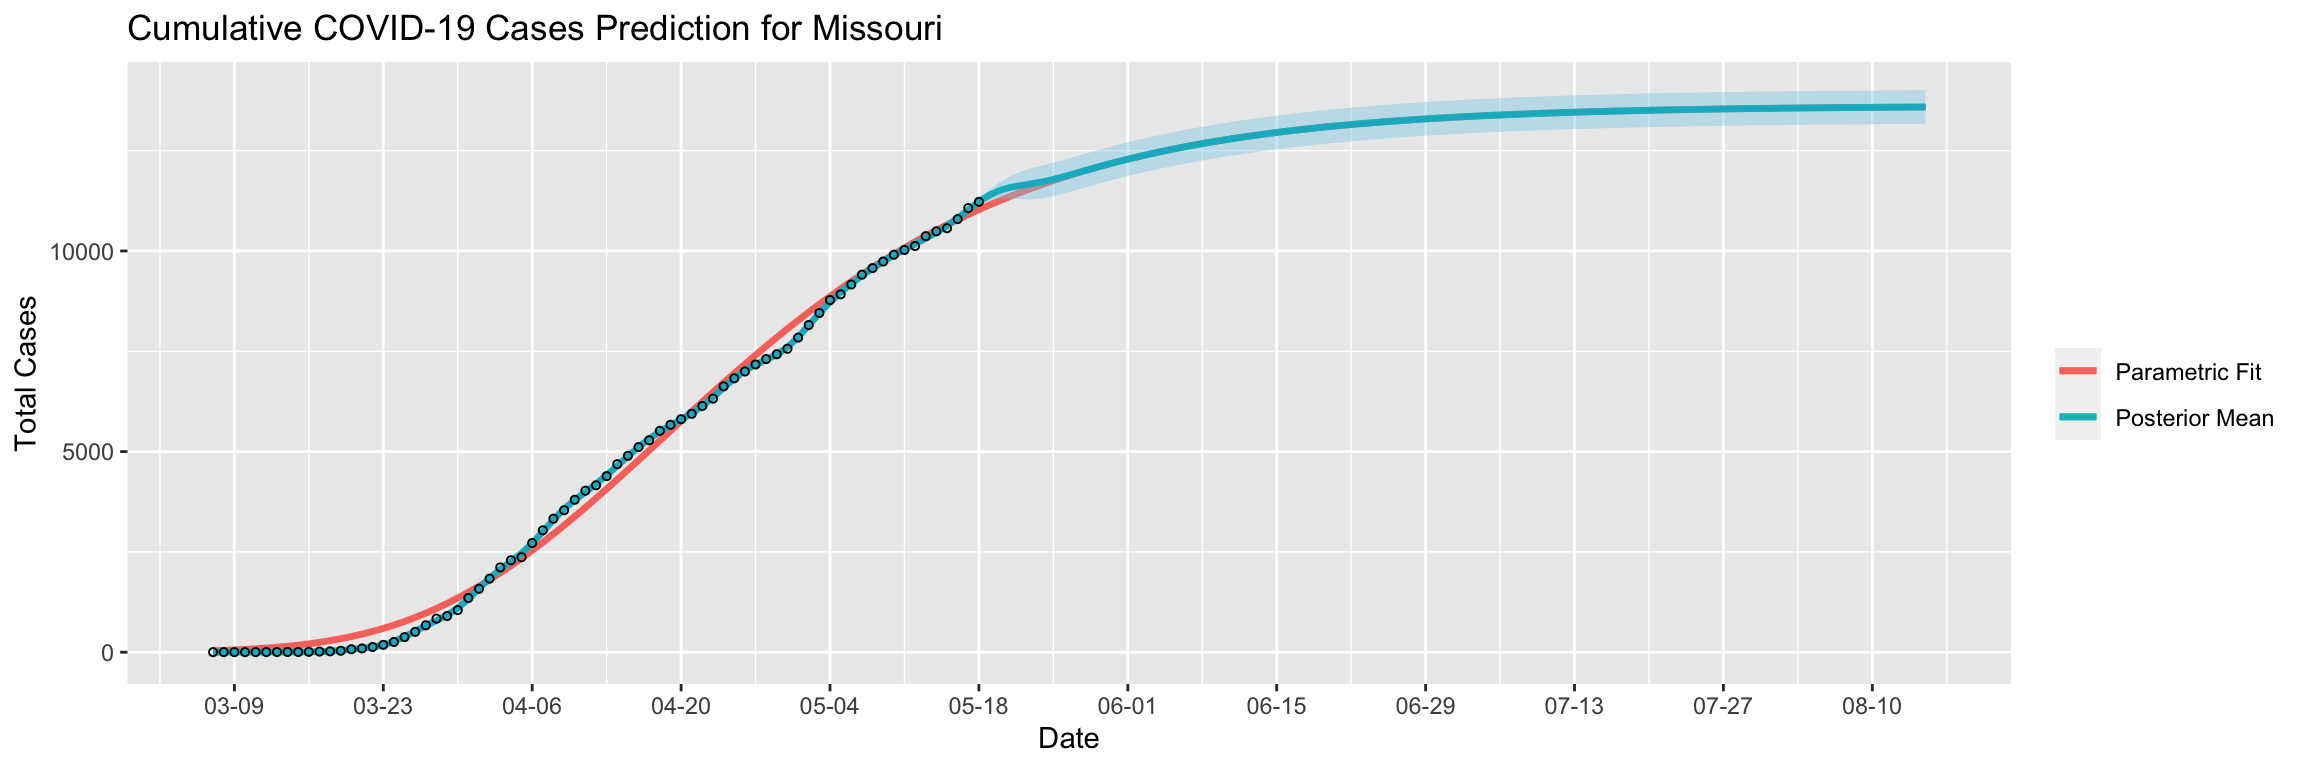 Cumulative COVID-19 Cases Prediction for Missouri
Total Cases
10000
5000
0
03-09 03-23 04-06 04-20 05-04 05-18 06-01 06-15 06-29 07-13 07-27 08-10
Date
Parametric Fit
Posterior Mean